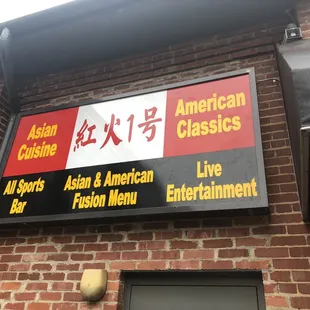 Asian
Cuisine
紅火1号
American
Classics
All Sports
Bar
Asian & American
Fusion Menu
Live
Entertainment